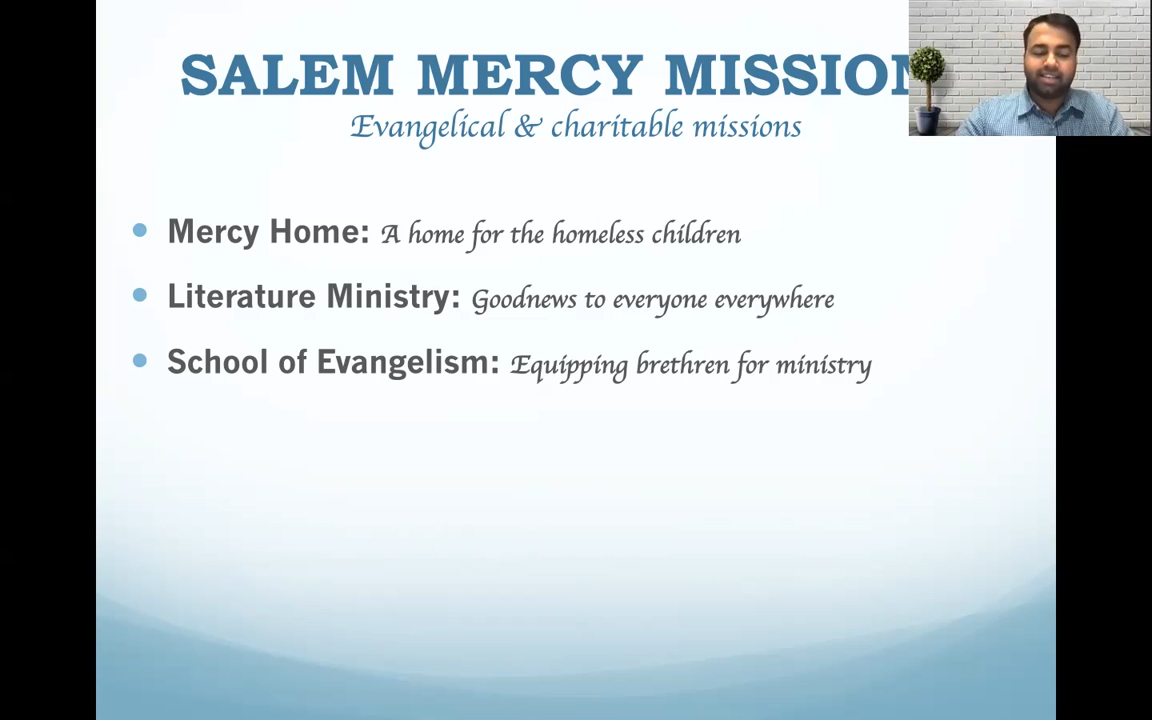 SALEM MERCY MISSION
Evangelical & charitable missions
Mercy Home: A home for the homeless children
Literature Ministry: Goodnews to everyone everywhere
School of Evangelism: Equipping brethren for ministry